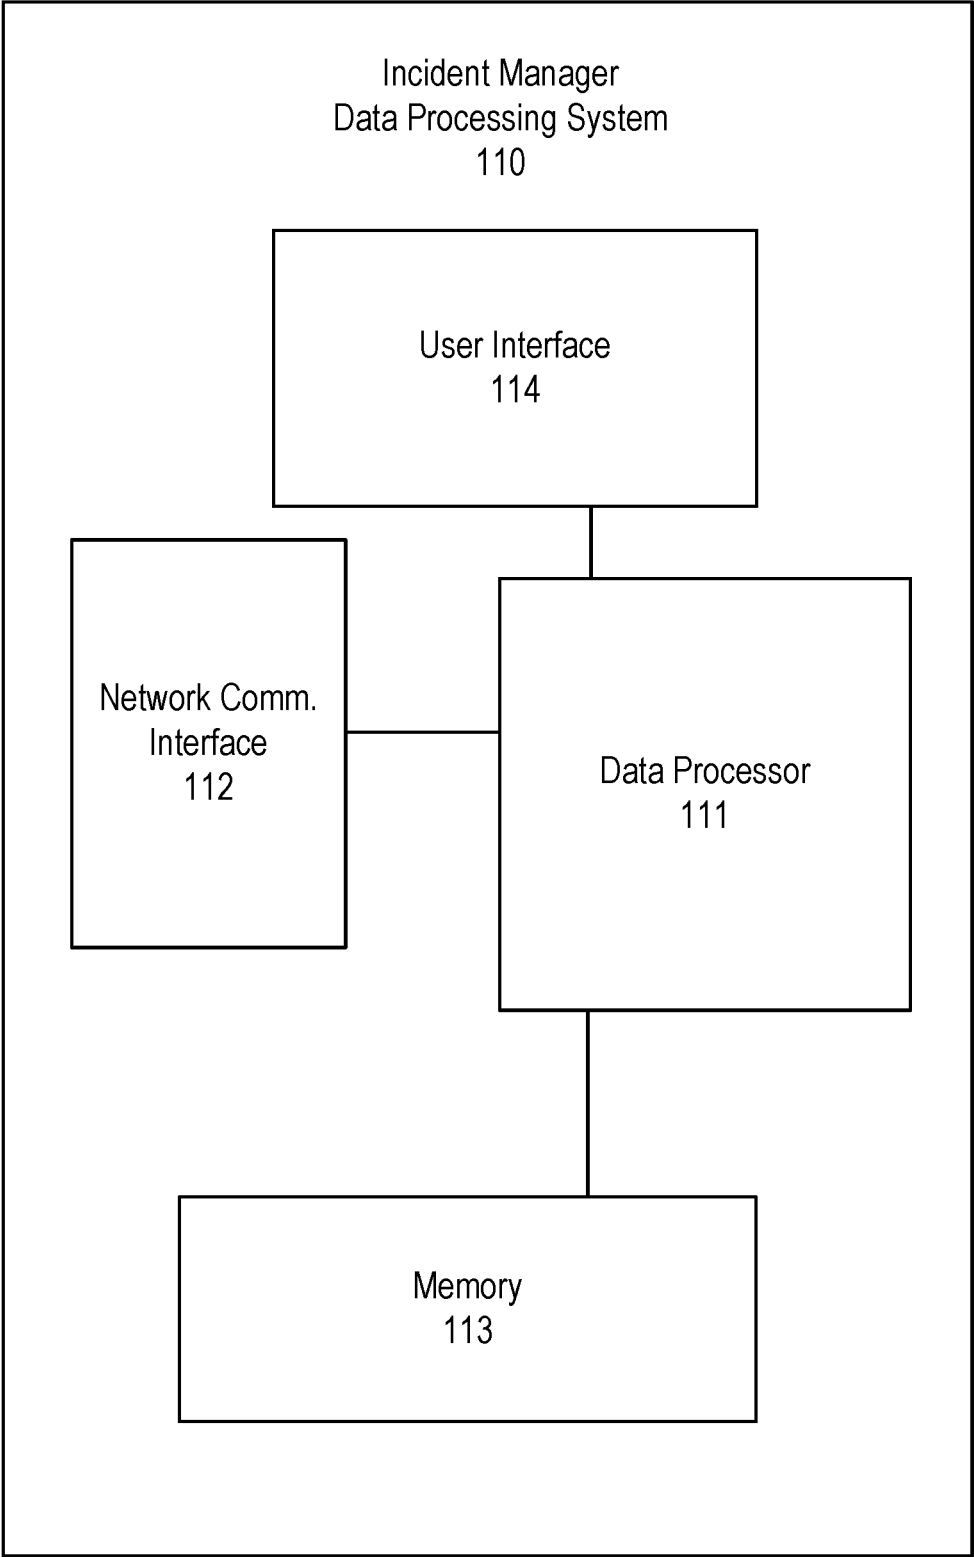 Incident Manager
Data Processing System
110
User Interface
114
Network Comm.
Interface
112
Data Processor
111
Memory
113